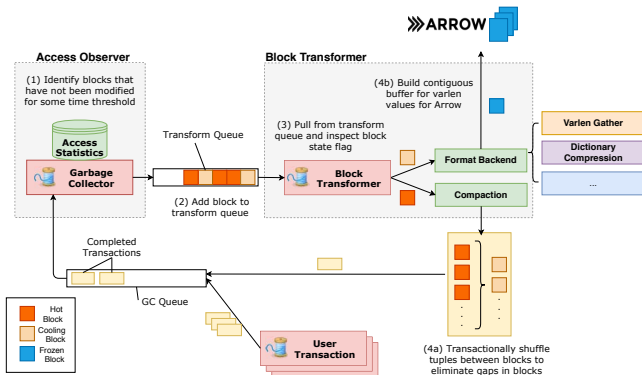 ARROW
Access Observer
Block Transformer
(1) Identify blocks that
have not been modified
for some time threshold
(4b) Build contiguous
buffer for varlen
values for Arrow
Access
Statistics
Transform Queue
(3) Pull from transform
queue and inspect block
state flag
Varlen Gather
Garbage
Collector
Block
Transformer
Format Backend
Dictionary
Compression
(2) Add block to
transform queue
Compaction
...
Completed
Transactions
GC Queue
Hot
Block
Cooling
Block
Frozen
Block
User
Transaction
(4a) Transactionally shuffle
tuples between blocks to
eliminate gaps in blocks